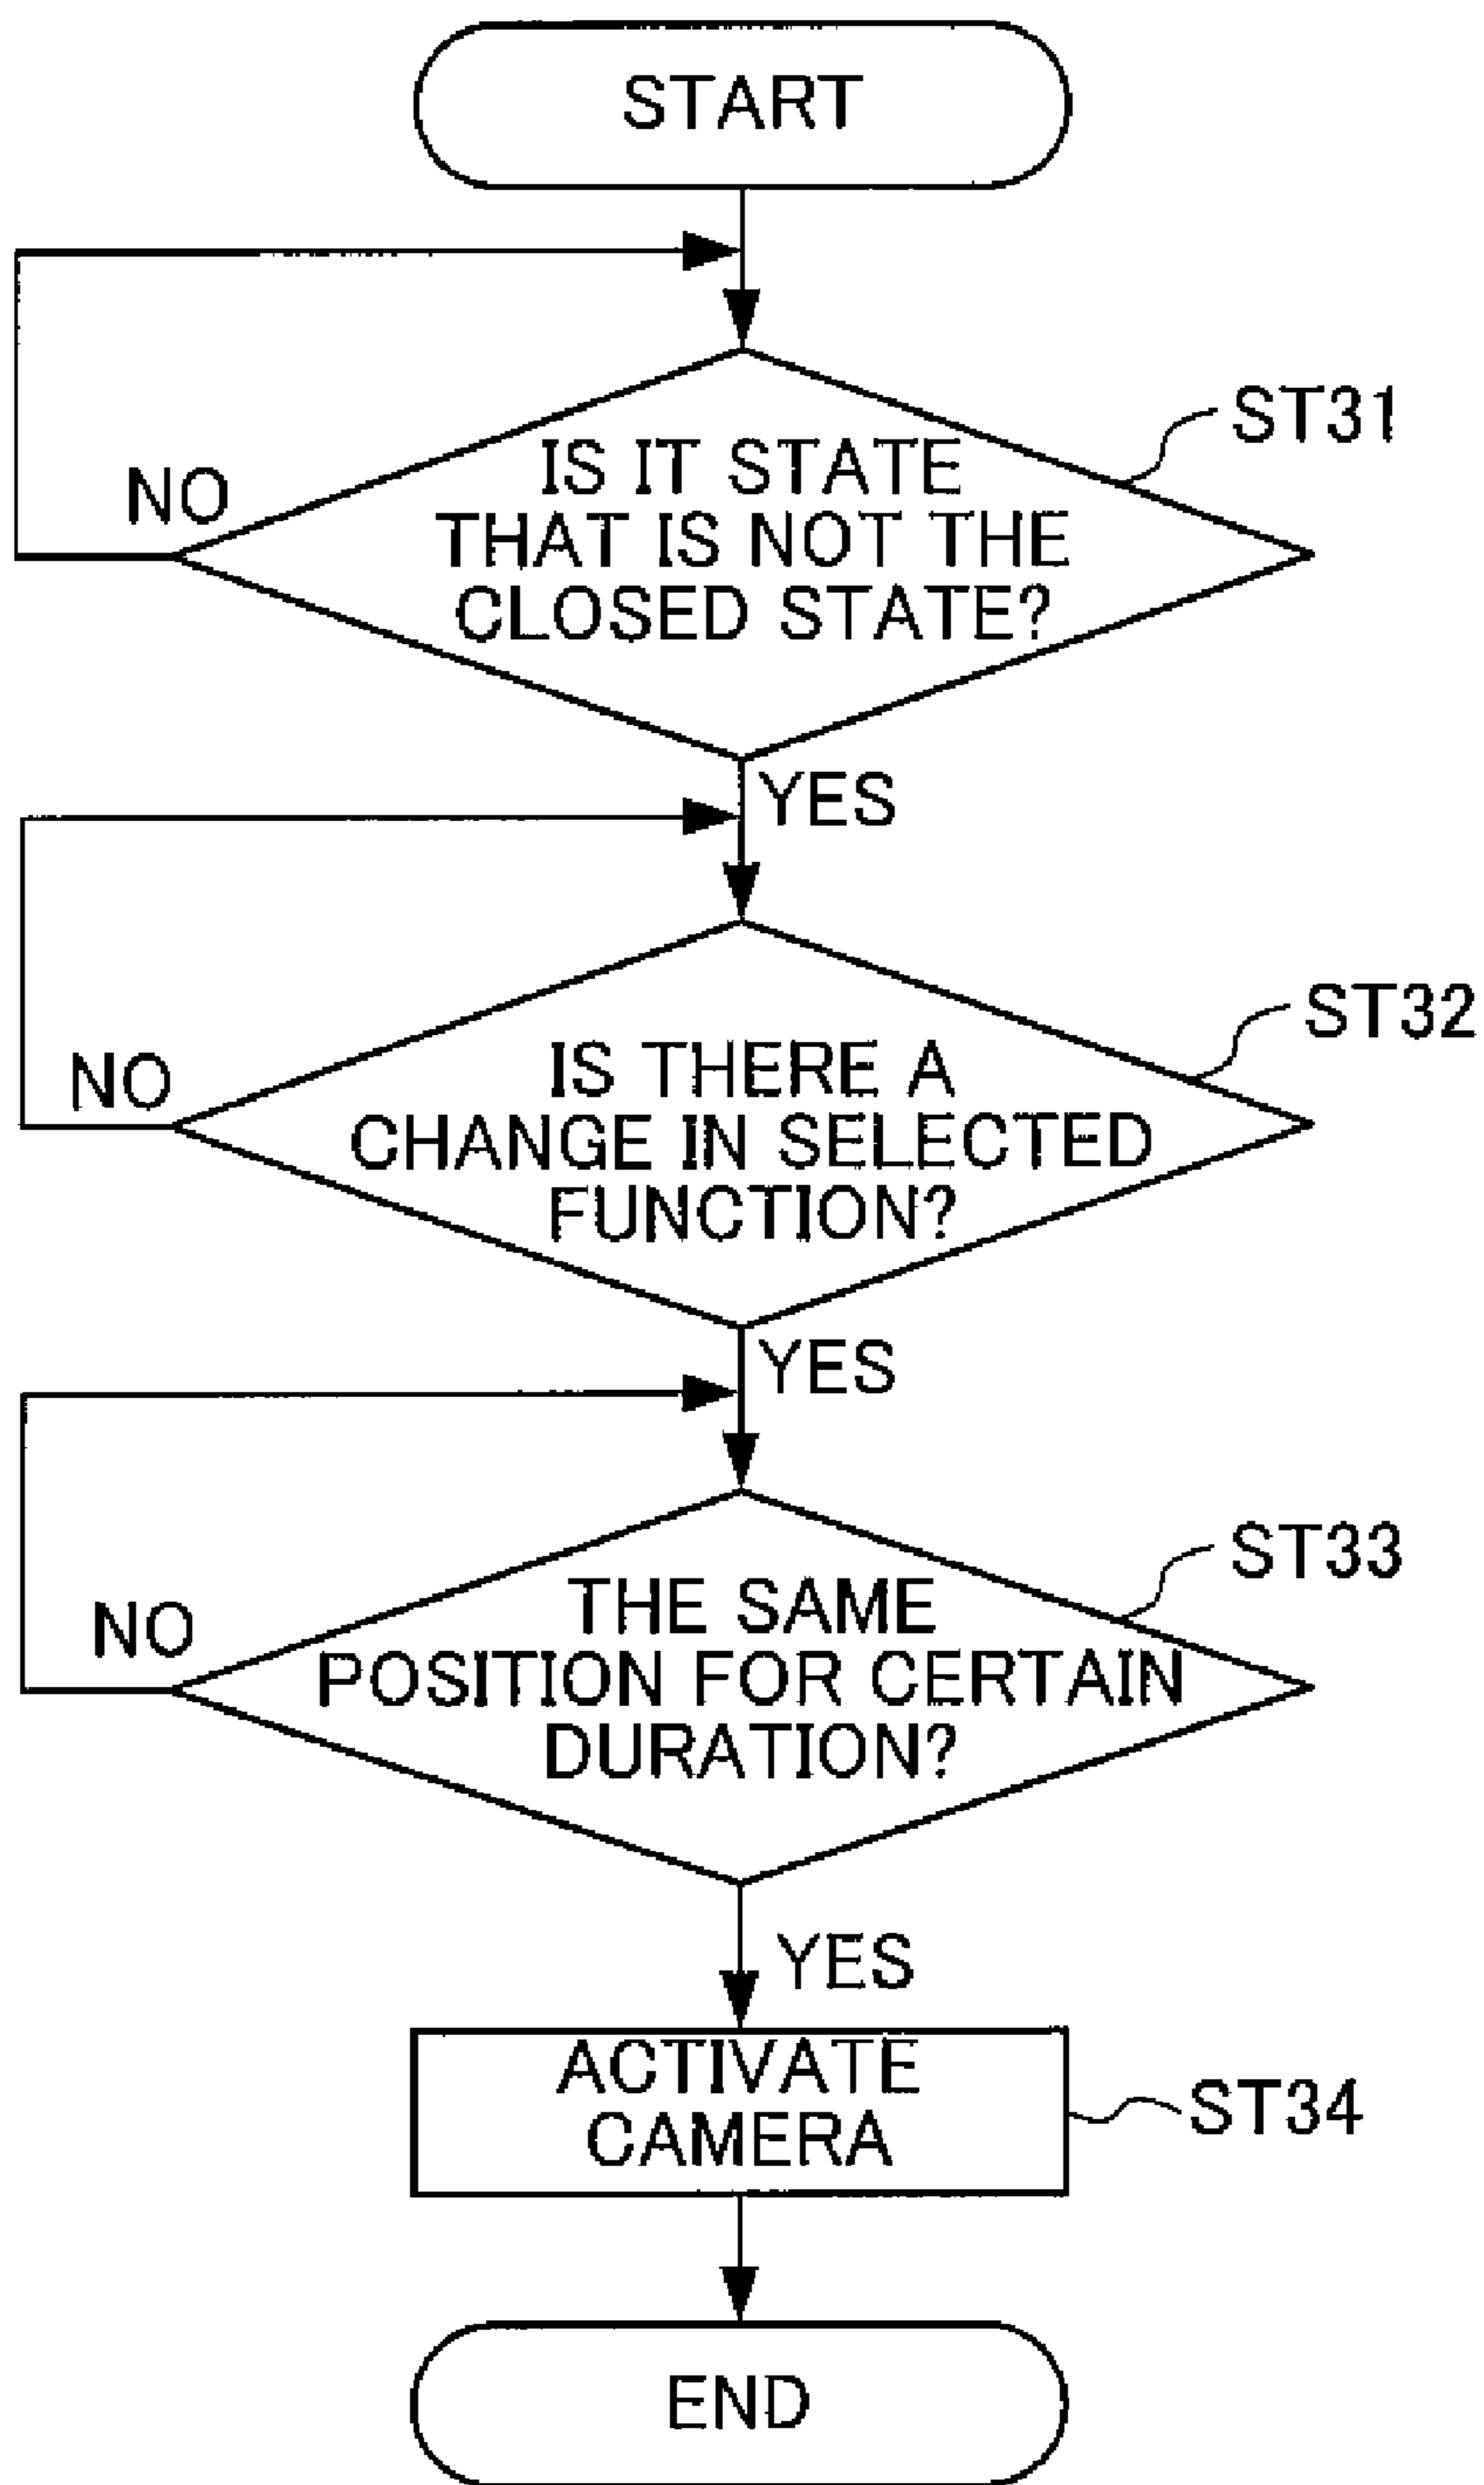 START
ST31
IS IT STATE
THAT IS NOT THE
CLOSED STATE?
NO
YES
ST32
IS THERE A
CHANGE IN SELECTED
FUNCTION?
NO
YES
ST33
THE SAME
POSITION FOR CERTAIN
DURATION?
NO
YES
ACTIVATE
CAMERA
ST34
END